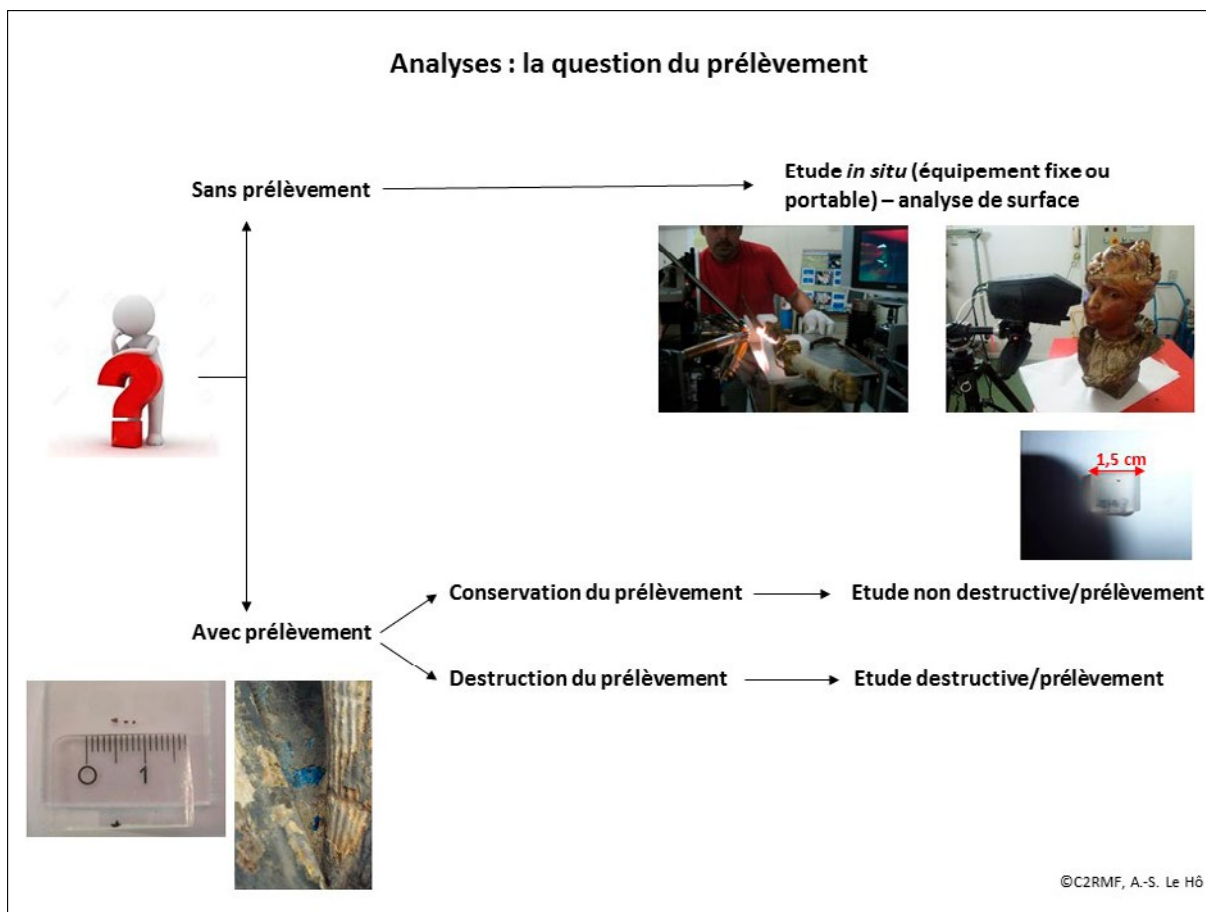 Analyses : la question du prélèvement
Sans prélèvement
Etude in situ (équipement fixe ou
portable) – analyse de surface
1,5 cm
Conservation du prélèvement
Etude non destructive/prélèvement
Avec prélèvement
Destruction du prélèvement
Etude destructive/prélèvement
0 1
©C2RMF, A.-S. Le Hô